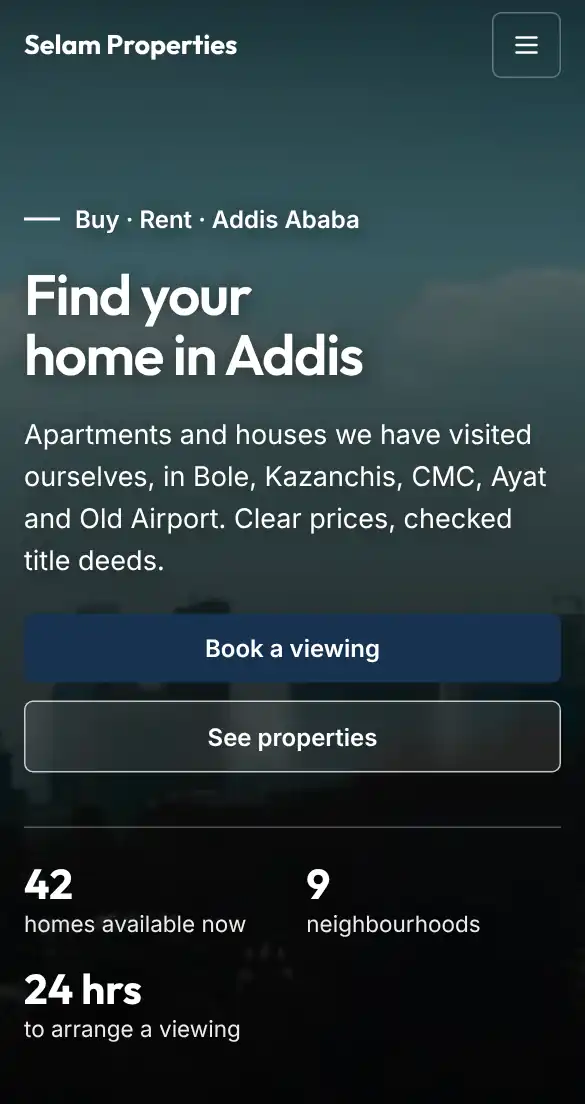 Selam Properties
Buy · Rent · Addis Ababa
Find your
home in Addis
Apartments and houses we have visited
ourselves, in Bole, Kazanchis, CMC, Ayat
and Old Airport. Clear prices, checked
title deeds.
Book a viewing
See properties
42
homes available now
9
neighbourhoods
24 hrs
to arrange a viewing